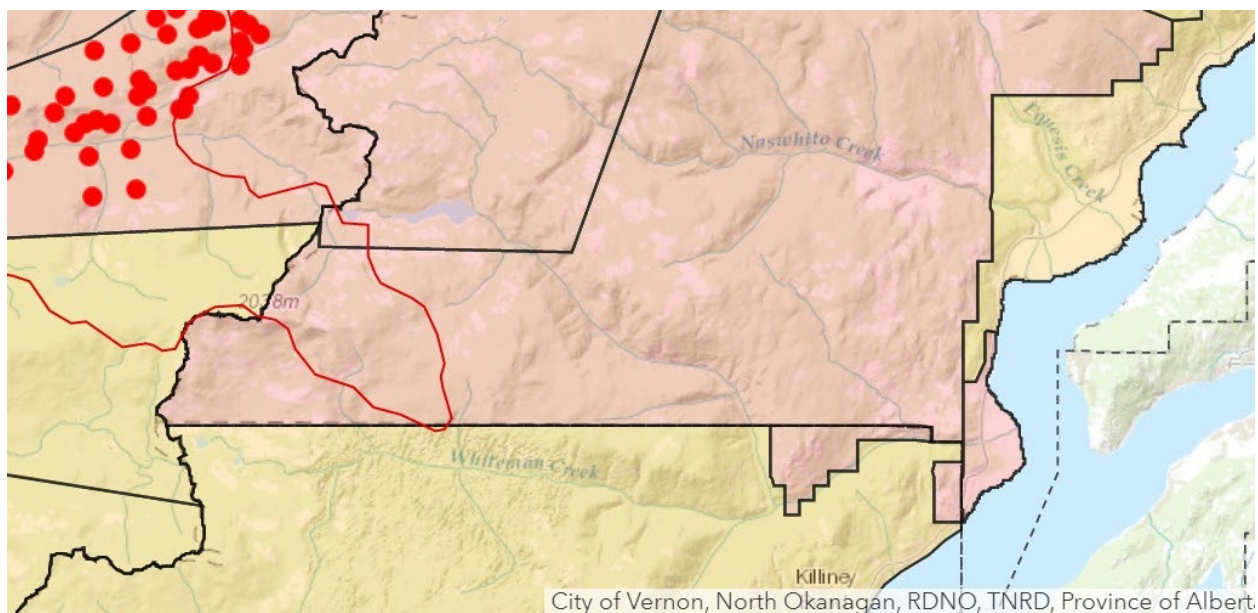 Naswhito Creek
Equesis Creek
2038m
Whiteman Creek
Killiney
City of Vernon, North Okanagan, RDNO, TNRD, Province of Albert